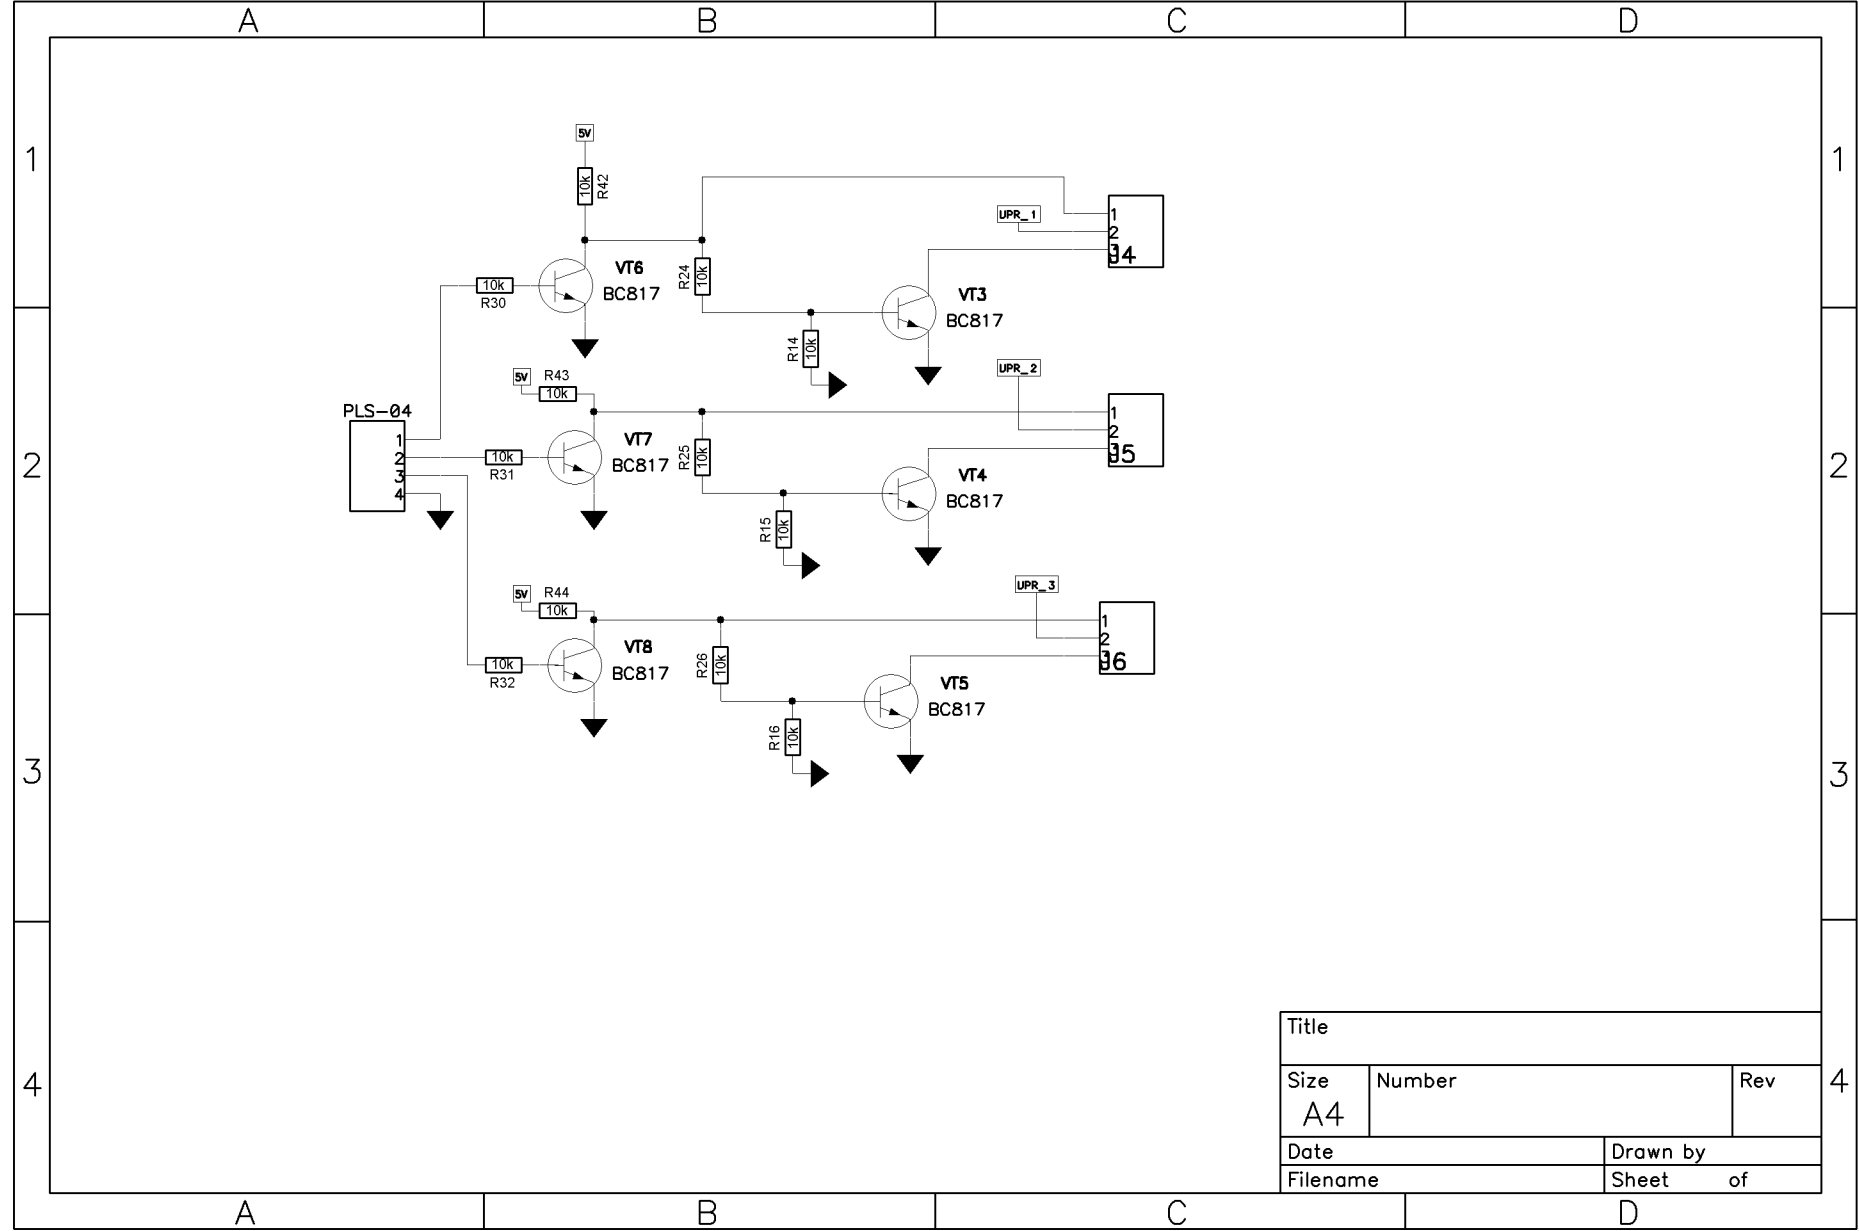 A B C D
1 1
5V
10k R42
UPR_1
1
2
3
J4
VT6
BC817
R24 10k
10k
R30
VT3
BC817
R14 10k
UPR_2
5V R43
10k
PLS-04
1
2
3
4
1
2
3
J5
2 2
VT7
BC817
R25 10k
10k
R31
VT4
BC817
R15 10k
UPR_3
5V R44
10k
1
2
3
J6
VT8
BC817
R26 10k
10k
R32
VT5
BC817
R16 10k
3 3
Title
4 4
Size Number Rev
A4
Date Drawn by
Filename Sheet of
A B C D